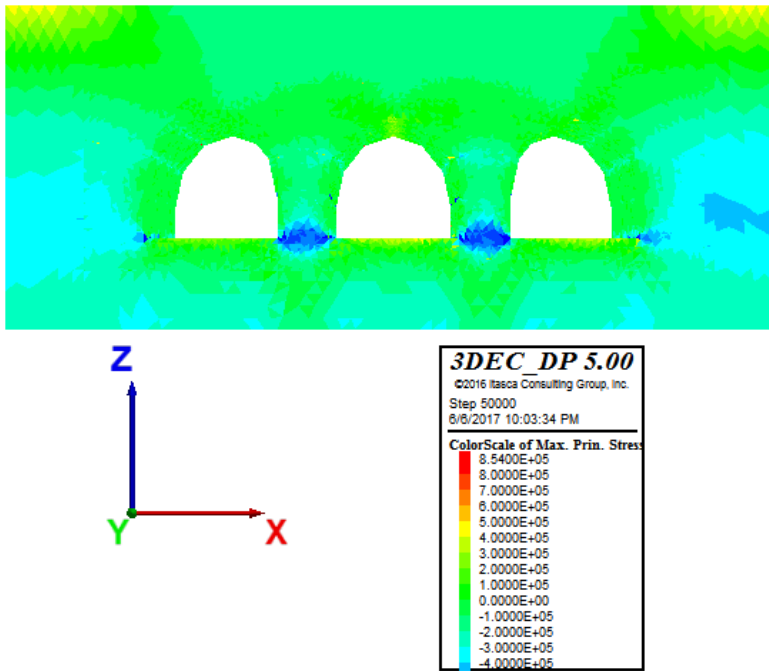 Z
Y
X
3DEC_DP 5.00
©2016 Itasca Consulting Group, Inc.
Step 50000
6/6/2017 10:03:34 PM
ColorScale of Max. Prin. Stress
8.5400E+05
8.0000E+05
7.0000E+05
6.0000E+05
5.0000E+05
4.0000E+05
3.0000E+05
2.0000E+05
1.0000E+05
0.0000E+00
-1.0000E+05
-2.0000E+05
-3.0000E+05
-4.0000E+05